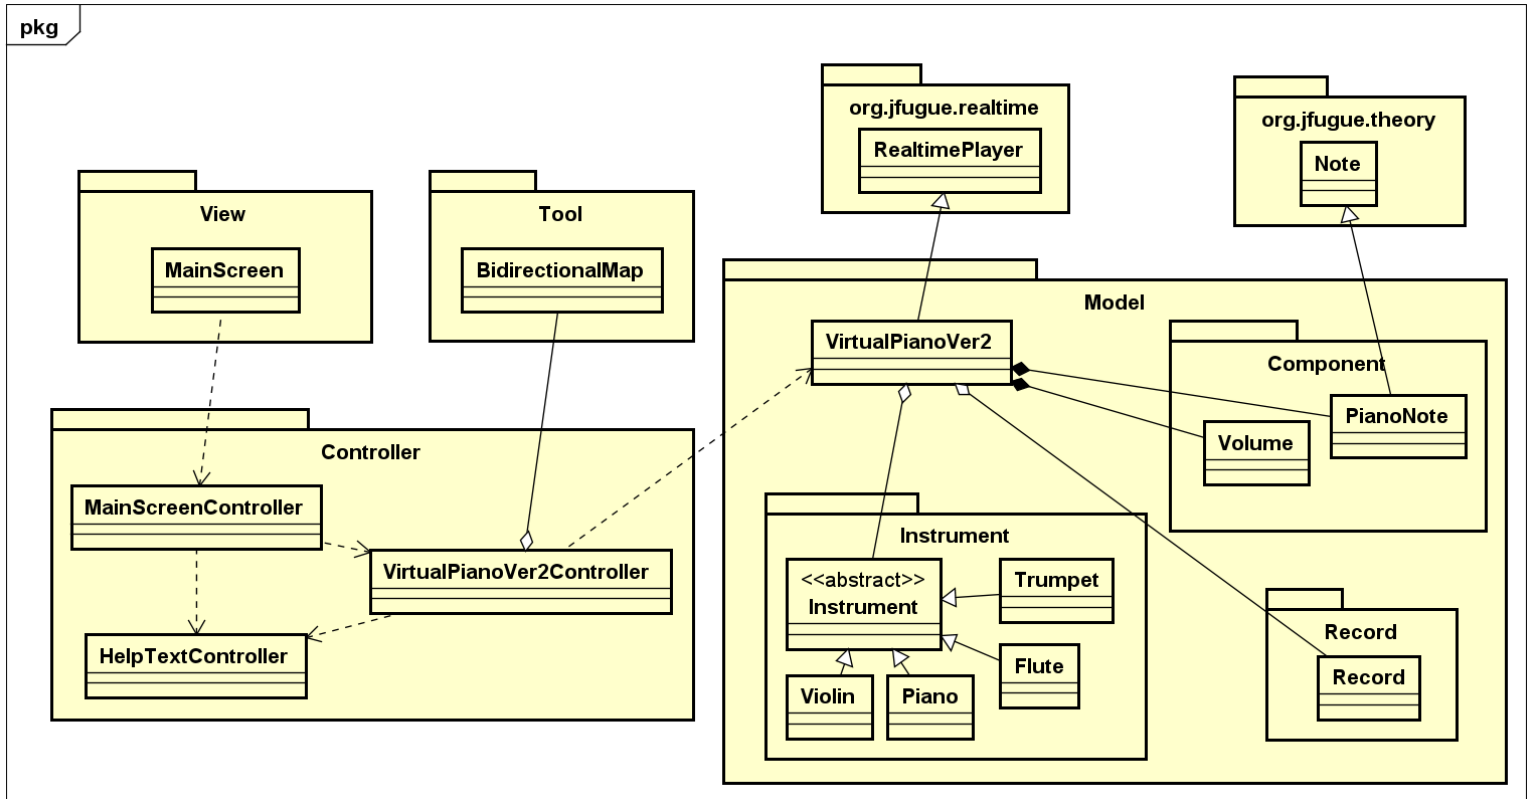 pkg
org.jfugue.realtime
RealtimePlayer
org.jfugue.theory
Note
View
MainScreen
Tool
BidirectionalMap
Model
VirtualPianoVer2
Component
PianoNote
Volume
Controller
MainScreenController
VirtualPianoVer2Controller
HelpTextController
Instrument
<<abstract>>
Instrument
Trumpet
Flute
Violin
Piano
Record
Record